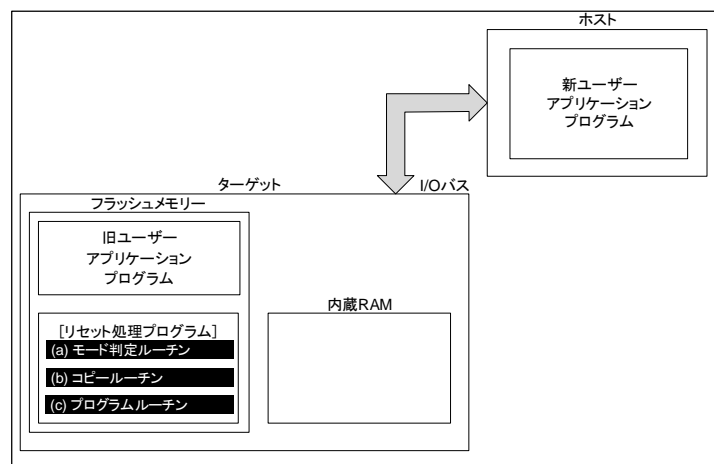 ホスト
新ユーザー
アプリケーション
プログラム
ターゲット
I/Oバス
フラッシュメモリー
旧ユーザー
アプリケーション
プログラム
内蔵RAM
[リセット処理プログラム]
(a) モード判定ルーチン
(b) コピールーチン
(c) プログラムルーチン